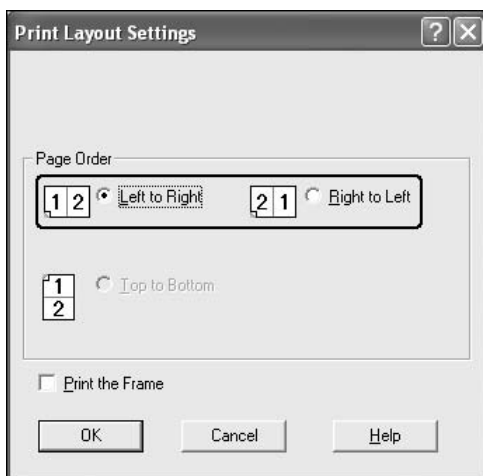 Print Layout Settings
Page Order
1 2 Left to Right 2 1 Right to Left
1 Top to Bottom
2
Print the Frame
OK Cancel Help